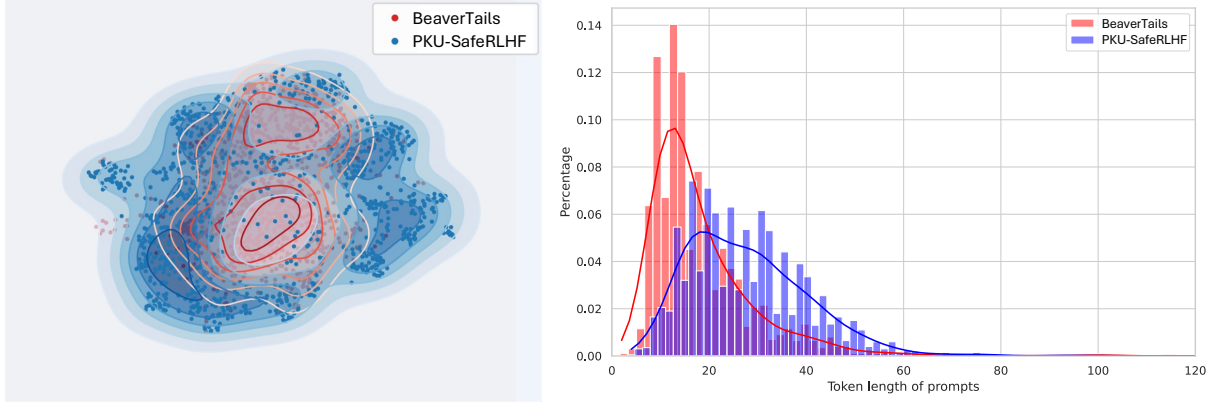 BeaverTails
PKU-SafeRLHF
BeaverTails
PKU-SafeRLHF
0.14
0.12
0.10
0.08
0.06
0.04
0.02
0.00
Percentage
0 20 40 60 80 100 120
Token length of prompts